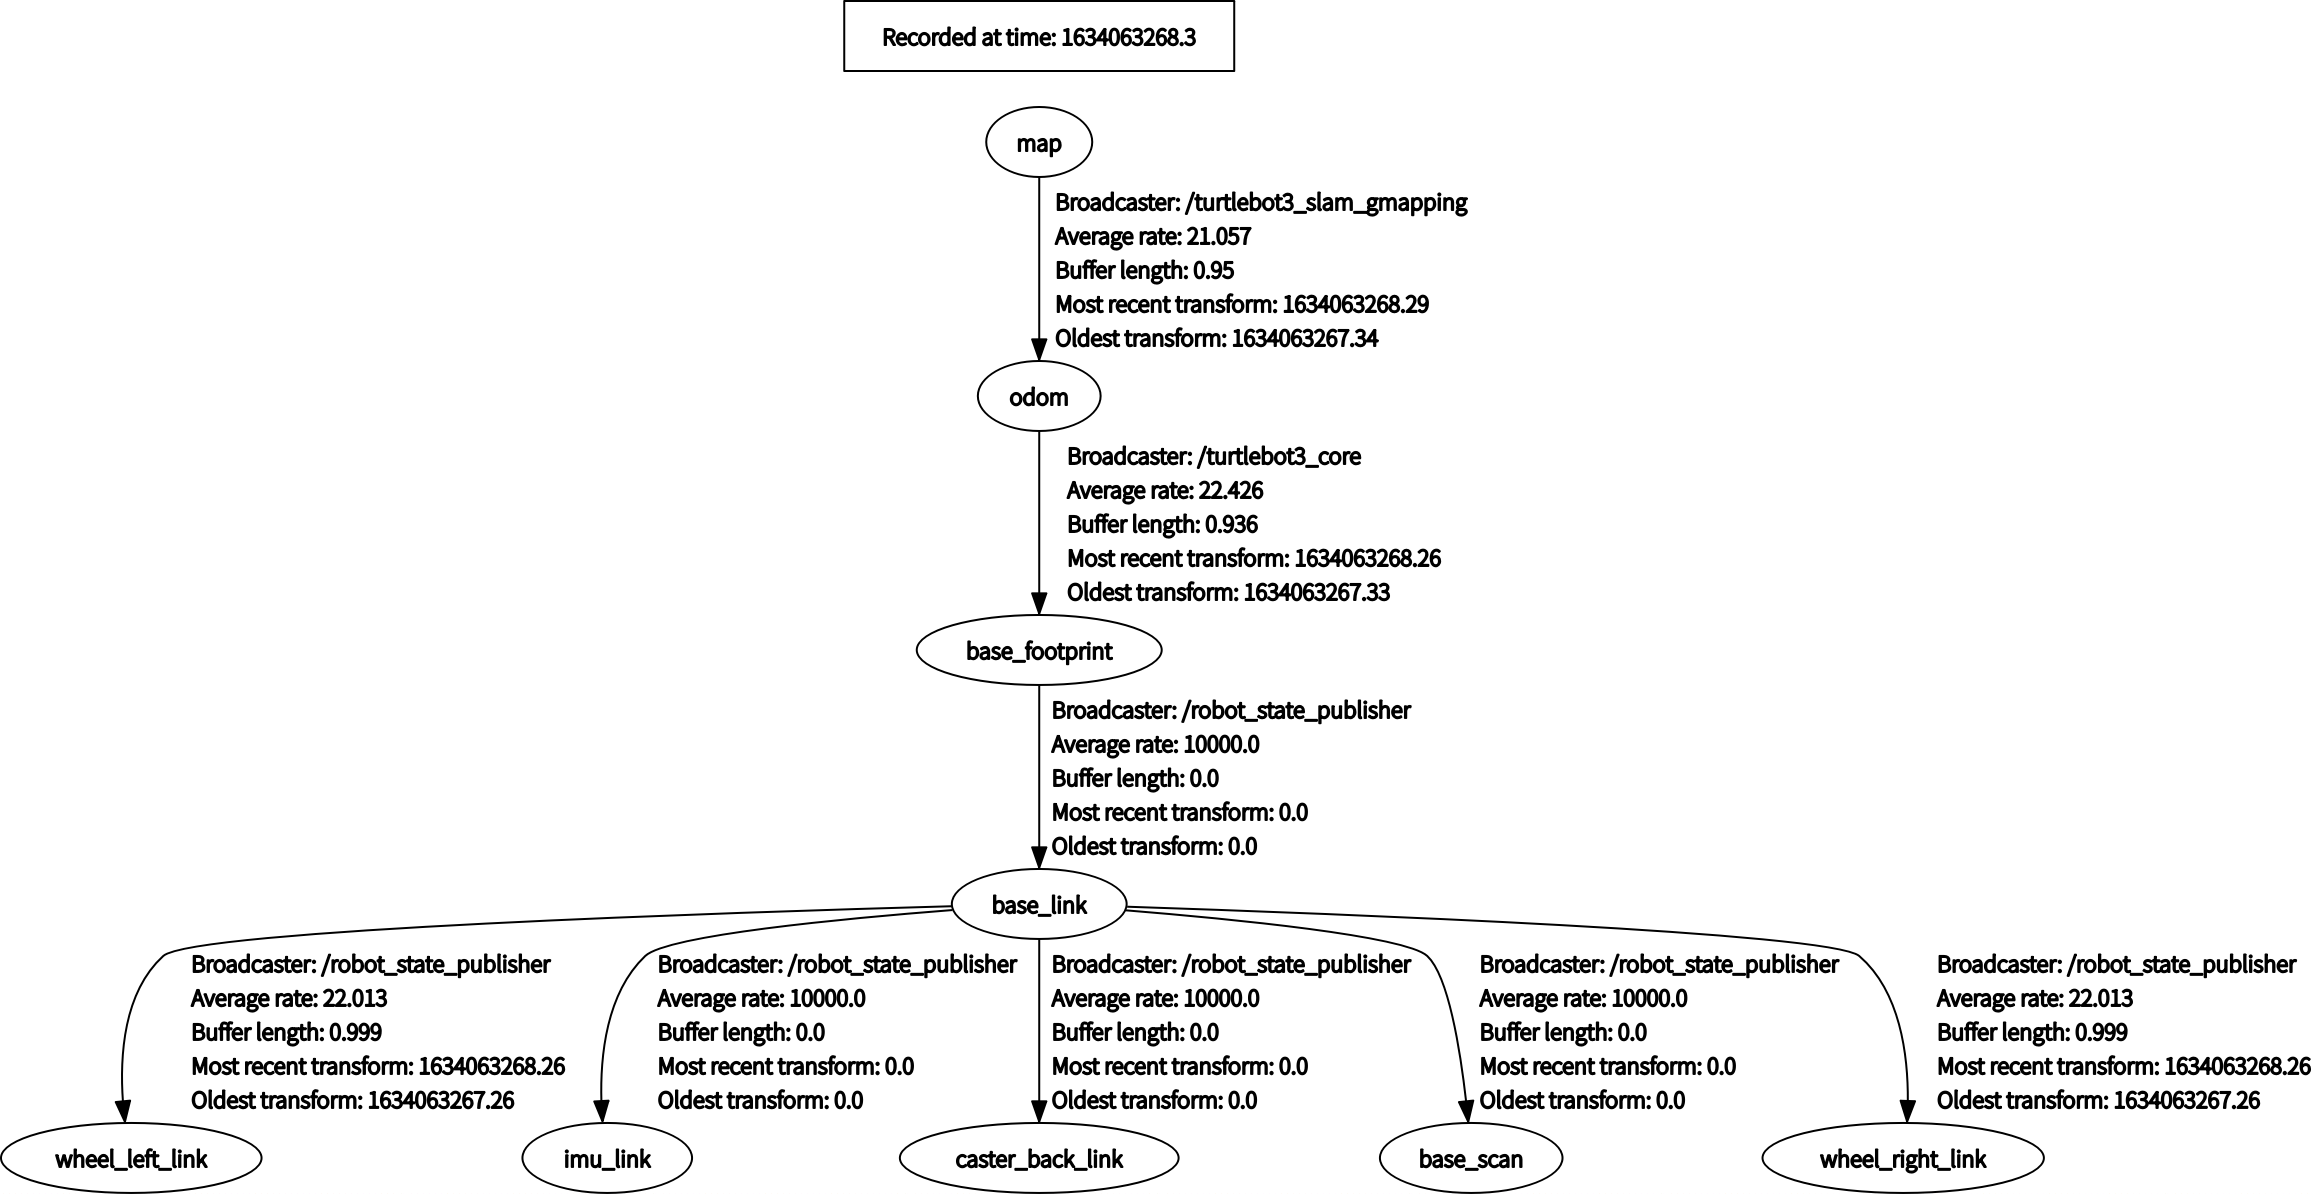 Recorded at time: 1634063268.3
map
Broadcaster: /turtlebot3_slam_gmapping
Average rate: 21.057
Buffer length: 0.95
Most recent transform: 1634063268.29
Oldest transform: 1634063267.34
odom
Broadcaster: /turtlebot3_core
Average rate: 22.426
Buffer length: 0.936
Most recent transform: 1634063268.26
Oldest transform: 1634063267.33
base_footprint
Broadcaster: /robot_state_publisher
Average rate: 10000.0
Buffer length: 0.0
Most recent transform: 0.0
Oldest transform: 0.0
base_link
Broadcaster: /robot_state_publisher
Average rate: 22.013
Buffer length: 0.999
Most recent transform: 1634063268.26
Oldest transform: 1634063267.26
Broadcaster: /robot_state_publisher
Average rate: 10000.0
Buffer length: 0.0
Most recent transform: 0.0
Oldest transform: 0.0
Broadcaster: /robot_state_publisher
Average rate: 10000.0
Buffer length: 0.0
Most recent transform: 0.0
Oldest transform: 0.0
Broadcaster: /robot_state_publisher
Average rate: 10000.0
Buffer length: 0.0
Most recent transform: 0.0
Oldest transform: 0.0
Broadcaster: /robot_state_publisher
Average rate: 22.013
Buffer length: 0.999
Most recent transform: 1634063268.26
Oldest transform: 1634063267.26
wheel_left_link
imu_link
caster_back_link
base_scan
wheel_right_link